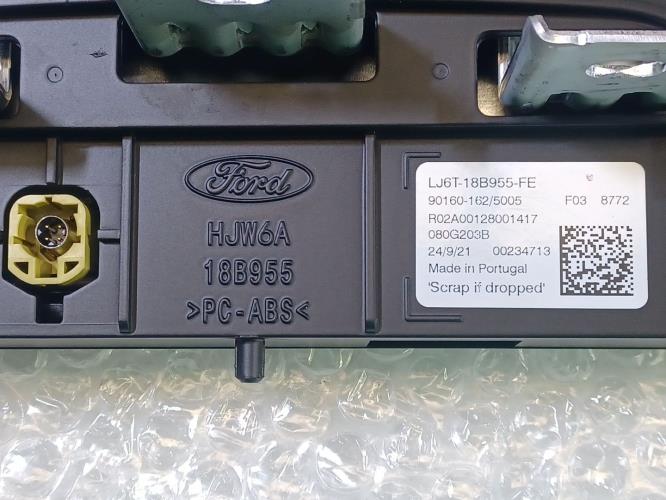 Ford
HJW6A
18B955
>PC-ABS<
LJ6T-18B955-FE
90160-162/5005 F03 8772
R02A00128001417
080G203B
24/9/21 00234713
Made in Portugal
'Scrap if dropped'